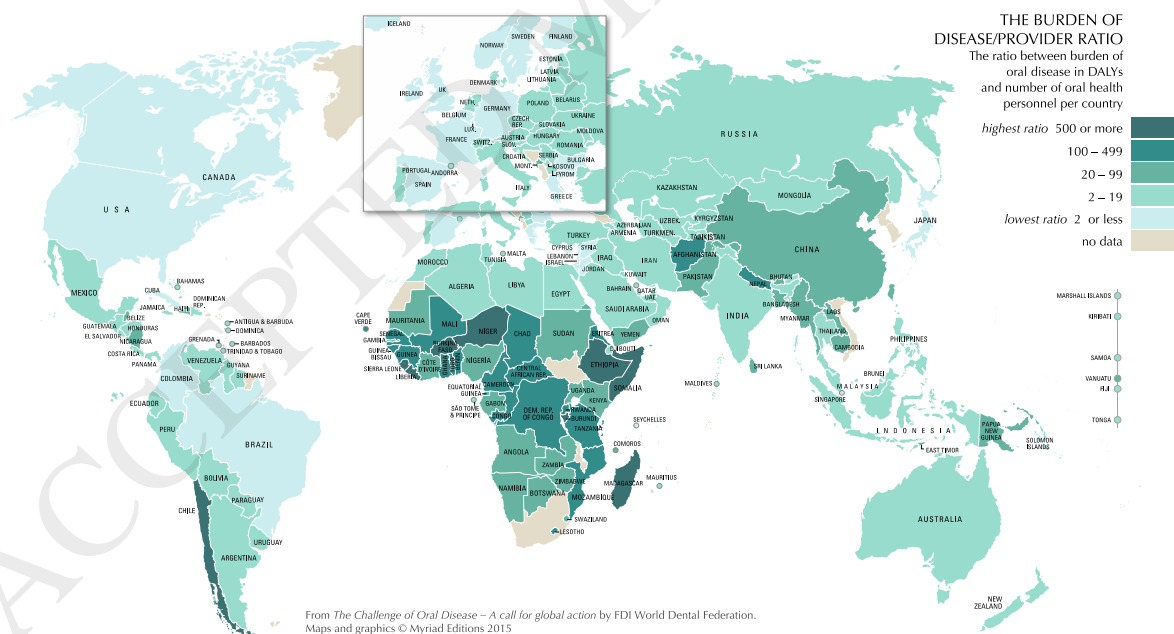 THE BURDEN OF
DISEASE/PROVIDER RATIO
The ratio between burden of
oral disease in DALYs
and number of oral health
personnel per country
highest ratio 500 or more
100 – 499
20 – 99
2 – 19
lowest ratio 2 or less
no data
ICELAND
SWEDEN
FINLAND
NORWAY
ESTONIA
LATVIA
LITHUANIA
DENMARK
IRELAND
UK
NETH.
GERMANY
POLAND
BELARUS
BELGIUM
LUX.
CZECH
REP.
UKRAINE
SLOVAKIA
MOLDOVA
FRANCE
SWITZ.
AUSTRIA
SLOV.
HUNGARY
ROMANIA
CROATIA
SERBIA
BULGARIA
MONT.
KOSOVO
FYROM
PORTUGAL
ANDORRA
SPAIN
ITALY
GREECE
CANADA
USA
MEXICO
BAHAMAS
CUBA
DOMINICAN
REP.
JAMAICA
HAITI
BELIZE
GUATEMALA
HONDURAS
EL SALVADOR
NICARAGUA
COSTA RICA
PANAMA
ANTIGUA & BARBUDA
DOMINICA
GRENADA
BARBADOS
TRINIDAD & TOBAGO
VENEZUELA
GUYANA
SURINAME
COLOMBIA
ECUADOR
PERU
BRAZIL
BOLIVIA
PARAGUAY
CHILE
URUGUAY
ARGENTINA
RUSSIA
KAZAKHSTAN
MONGOLIA
UZBEK.
KYRGYZSTAN
AZERBAIJAN
ARMENIA
TURKMEN.
TAJIKISTAN
TURKEY
CYPRUS
SYRIA
LEBANON
ISRAEL
IRAQ
IRAN
AFGHANISTAN
CHINA
JAPAN
JORDAN
KUWAIT
BAHRAIN
QATAR
UAE
PAKISTAN
NEPAL
BHUTAN
BANGLADESH
MYANMAR
LAOS
THAILAND
CAMBODIA
INDIA
SAUDI ARABIA
OMAN
YEMEN
MALTA
TUNISIA
MOROCCO
ALGERIA
LIBYA
EGYPT
CAPE
VERDE
MAURITANIA
MALI
NIGER
CHAD
SUDAN
ERITREA
DJIBOUTI
SENEGAL
GAMBIA
GUINEA-
BISSAU
GUINEA
SIERRA LEONE
LIBERIA
CÔTE
D'IVOIRE
BURKINA
FASO
NIGERIA
CENTRAL
AFRICAN REP.
ETHIOPIA
SOMALIA
EQUATORIAL
GUINEA
CAMEROON
SÃO TOME
& PRINCIPE
GABON
CONGO
DEM. REP.
OF CONGO
UGANDA
KENYA
RWANDA
BURUNDI
TANZANIA
SEYCHELLES
COMOROS
ANGOLA
ZAMBIA
ZIMBABWE
MOZAMBIQUE
MADAGASCAR
MAURITIUS
NAMIBIA
BOTSWANA
SWAZILAND
LESOTHO
MALDIVES
SRI LANKA
PHILIPPINES
BRUNEI
MALAYSIA
SINGAPORE
INDONESIA
EAST TIMOR
PAPUA
NEW
GUINEA
SOLOMON
ISLANDS
MARSHALL ISLANDS
KIRIBATI
SAMOA
VANUATU
FIJI
TONGA
AUSTRALIA
NEW
ZEALAND
From The Challenge of Oral Disease – A call for global action by FDI World Dental Federation.
Maps and graphics © Myriad Editions 2015